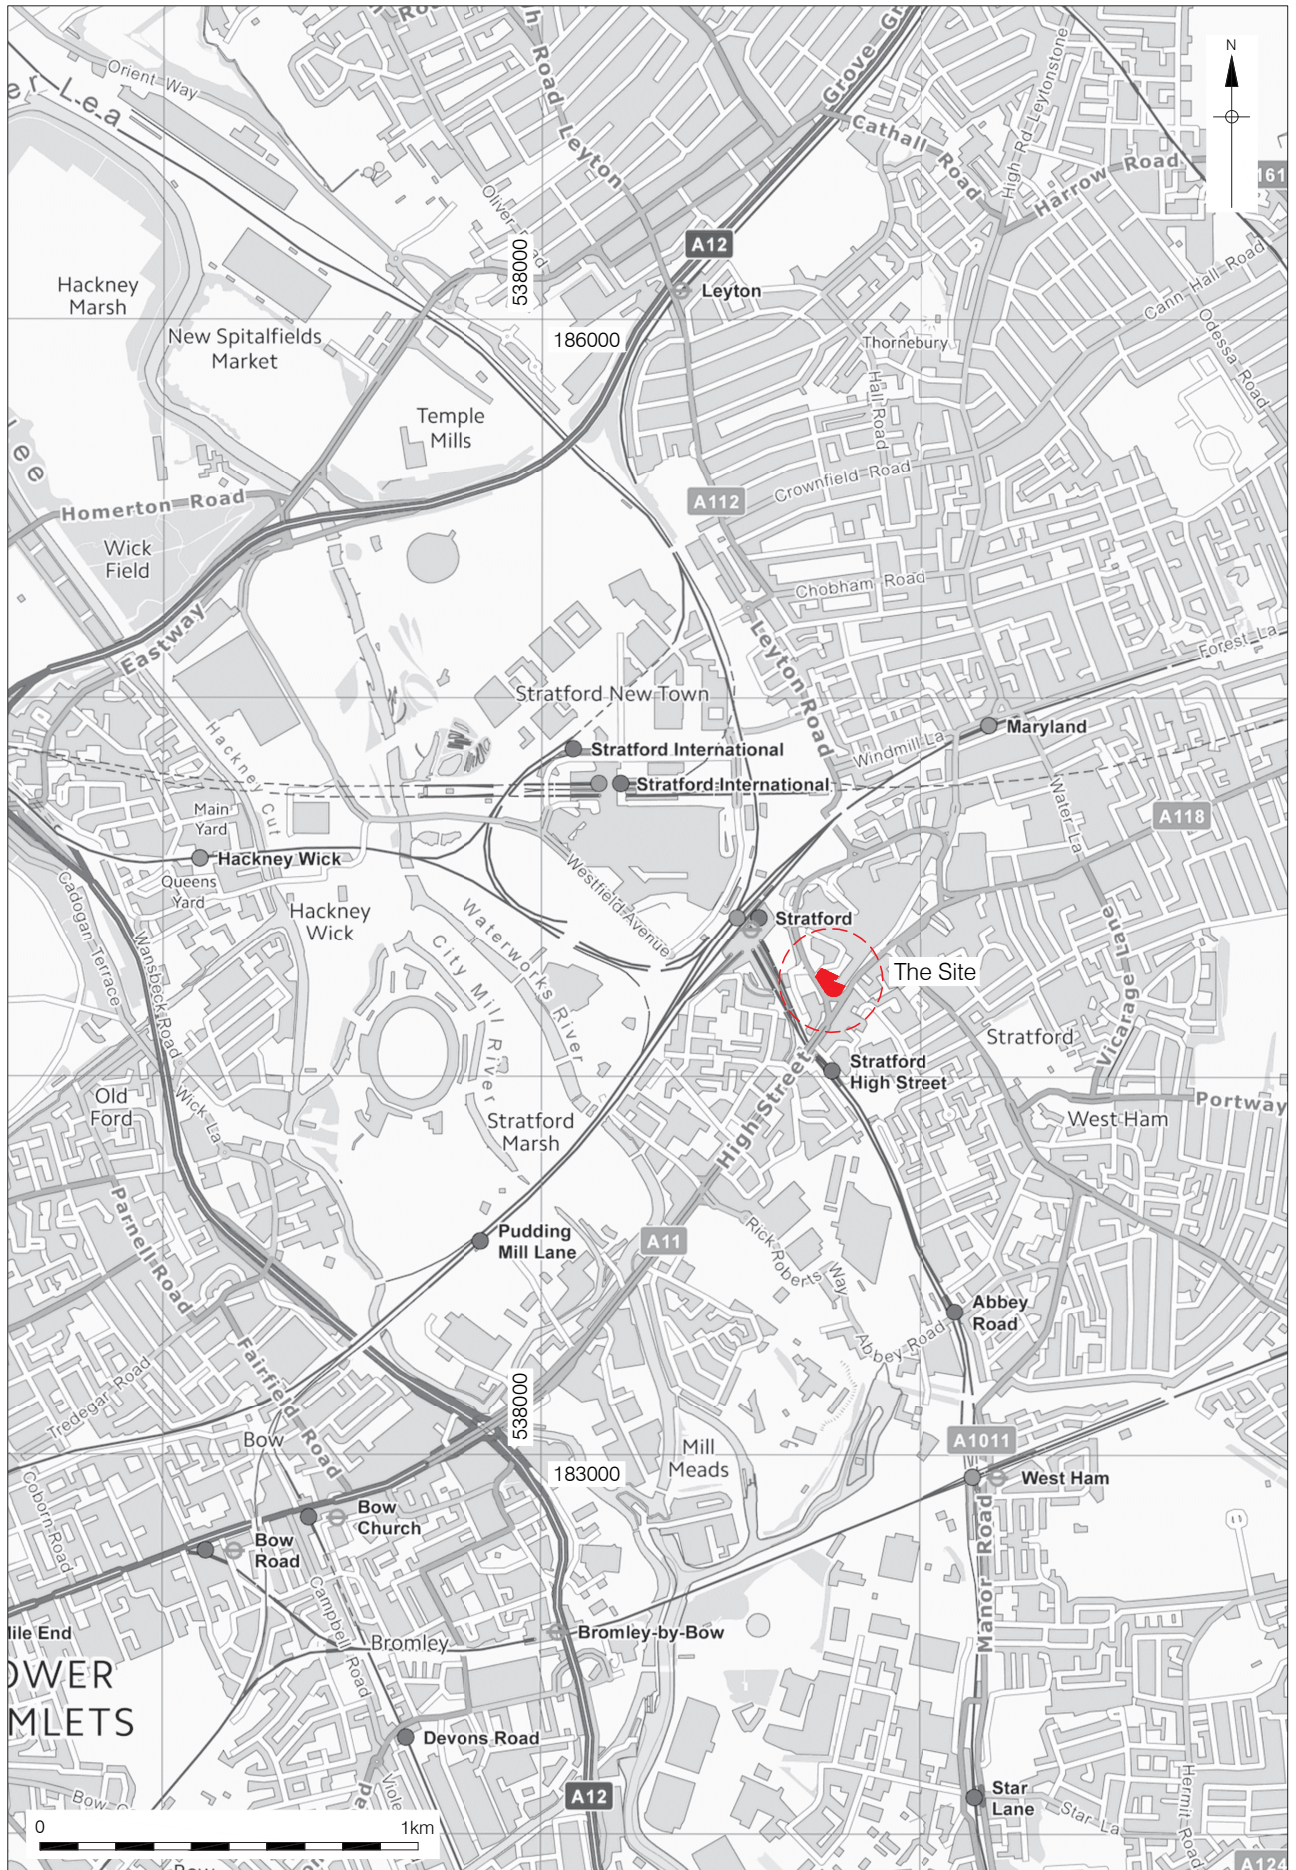 Orient Way
er Lea
High Rd Leytonstone
Grove
Cathall Road
Harrow Road
N
Road
Leyton
A12
Leyton
538000
186000
Hackney
Marsh
New Spitalfields
Market
Temple
Mills
Cann Hall Road
Odessa Road
Thornebury
Hall Road
Crownfield Road
A112
Lee
Homerton Road
Wick
Field
Chobham Road
Eastway
Leyton Road
Forest La
Stratford New Town
Maryland
Windmill La
Stratford International
Stratford International
Hackney Cut
Main
Yard
Water La
A118
Hackney Wick
Queens
Yard
Westfield Avenue
Cadogan Terrace
Hackney
Wick
Waterworks River
City Mill River
Stratford
The Site
Vicarage Lane
Wansbeck Road
Stratford
Stratford
High Street
High Street
Old
Ford
Wick La
Stratford
Marsh
West Ham
Portway
Parnell Road
Pudding
Mill Lane
A11
Rick Roberts Way
Abbey
Road
Abbey Road
Fairfield Road
Tredegar Road
538000
183000
Bow
Mill
Meads
A1011
West Ham
Coborn Road
Bow
Church
Bow
Road
Manor Road
Campbell Road
Mile End
Bromley
Bromley-by-Bow
OWER
MLETS
Devons Road
A12
Star
Lane
Star La
Hermit Road
Bow
0
1km
A124